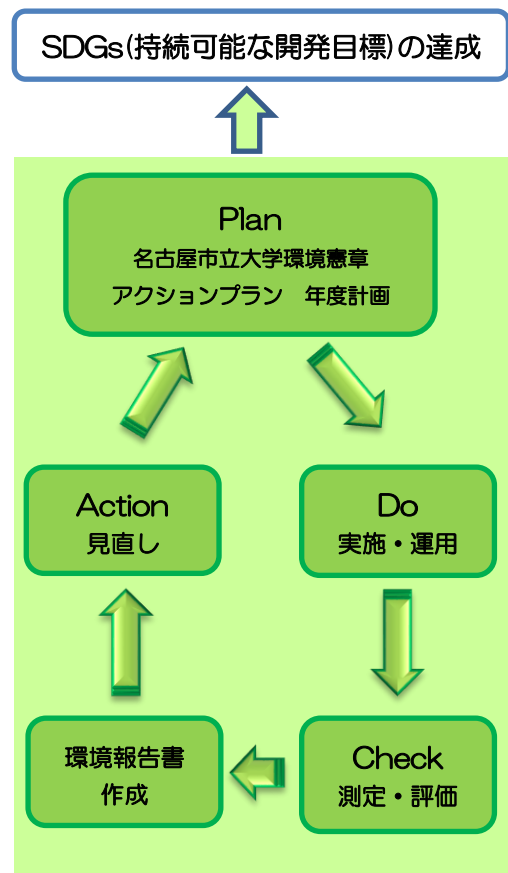 SDGs(持続可能な開発目標)の達成
Plan
名古屋市立大学環境憲章
アクションプラン　年度計画
Action
見直し
Do
実施・運用
環境報告書
作成
Check
測定・評価